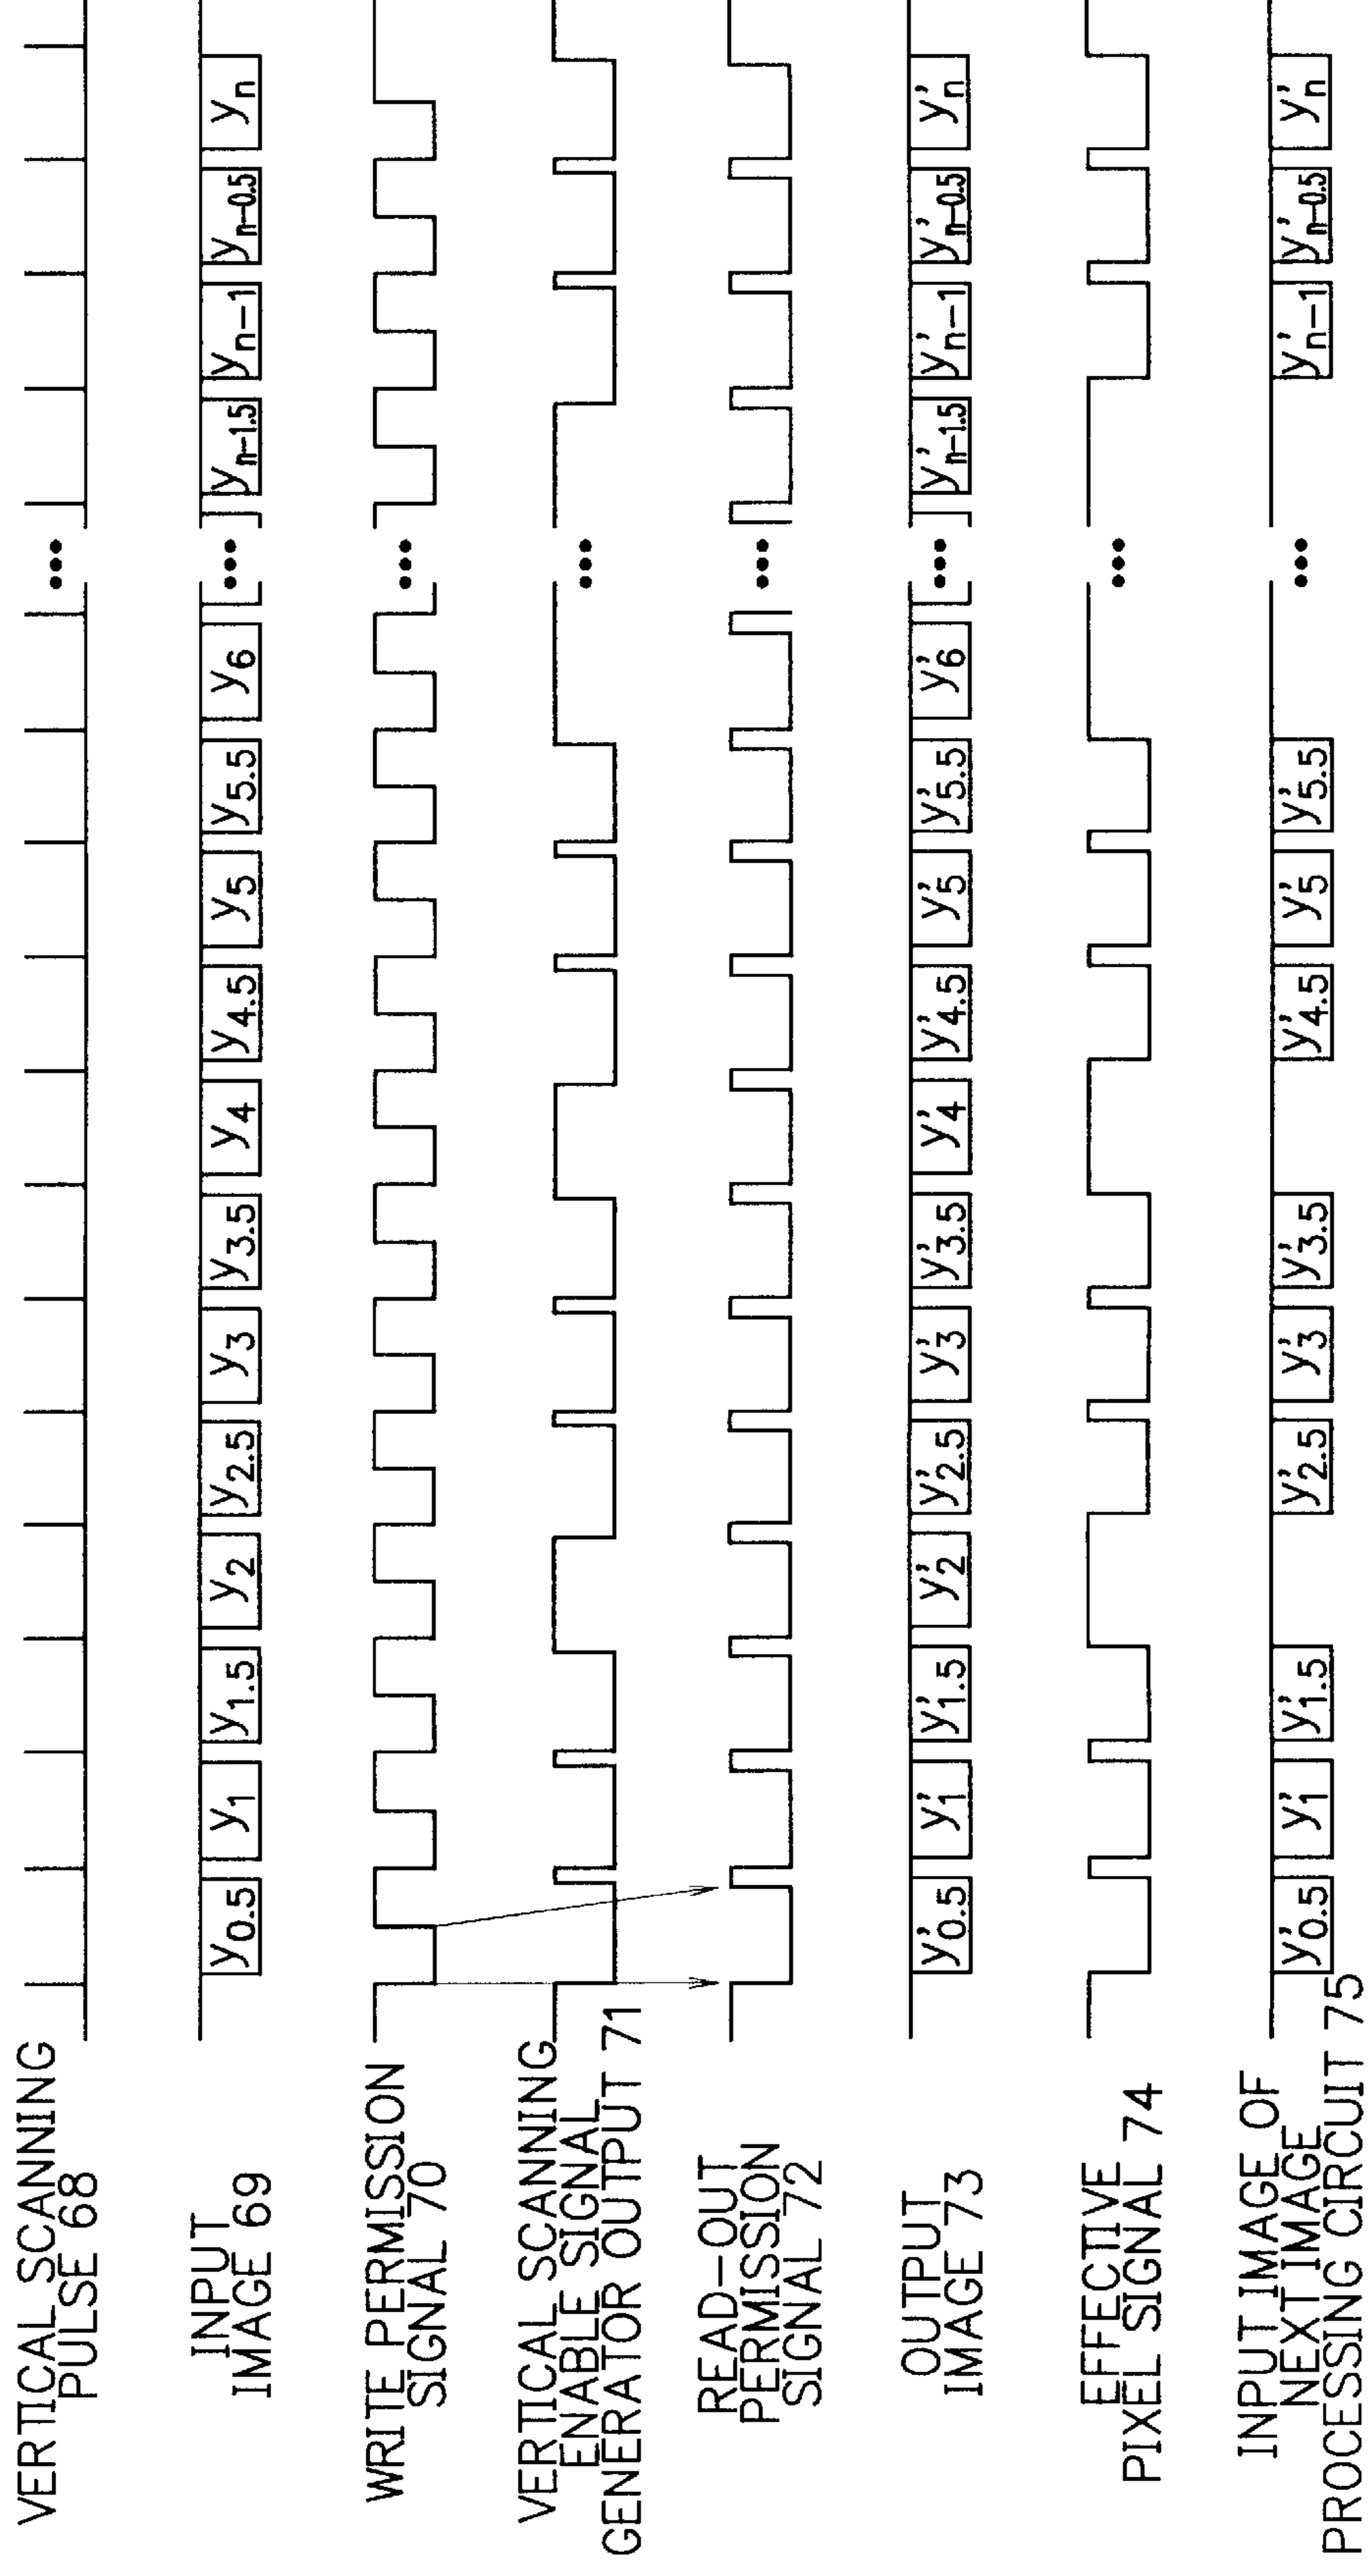 VERTICAL SCANNING
PULSE 68
...
INPUT
IMAGE 69
y0.5 y1 y1.5 y2 y2.5 y3 y3.5 y4 y4.5 y5 y5.5 y6 ... yn-1.5 yn-1 yn-0.5 yn
WRITE PERMISSION
SIGNAL 70
...
VERTICAL SCANNING
ENABLE SIGNAL
GENERATOR OUTPUT 71
...
READ-OUT
PERMISSION
SIGNAL 72
...
OUTPUT
IMAGE 73
y'0.5 y'1 y'1.5 y'2 y'2.5 y'3 y'3.5 y'4 y'4.5 y'5 y'5.5 y'6 ... y'n-1.5 y'n-1 y'n-0.5 y'n
EFFECTIVE
PIXEL SIGNAL 74
...
INPUT IMAGE OF
NEXT IMAGE
PROCESSING CIRCUIT 75
y'0.5 y'1 y'1.5 y'2.5 y'3 y'3.5 y'4.5 y'5 y'5.5 ... y'n-1 y'n-0.5 y'n